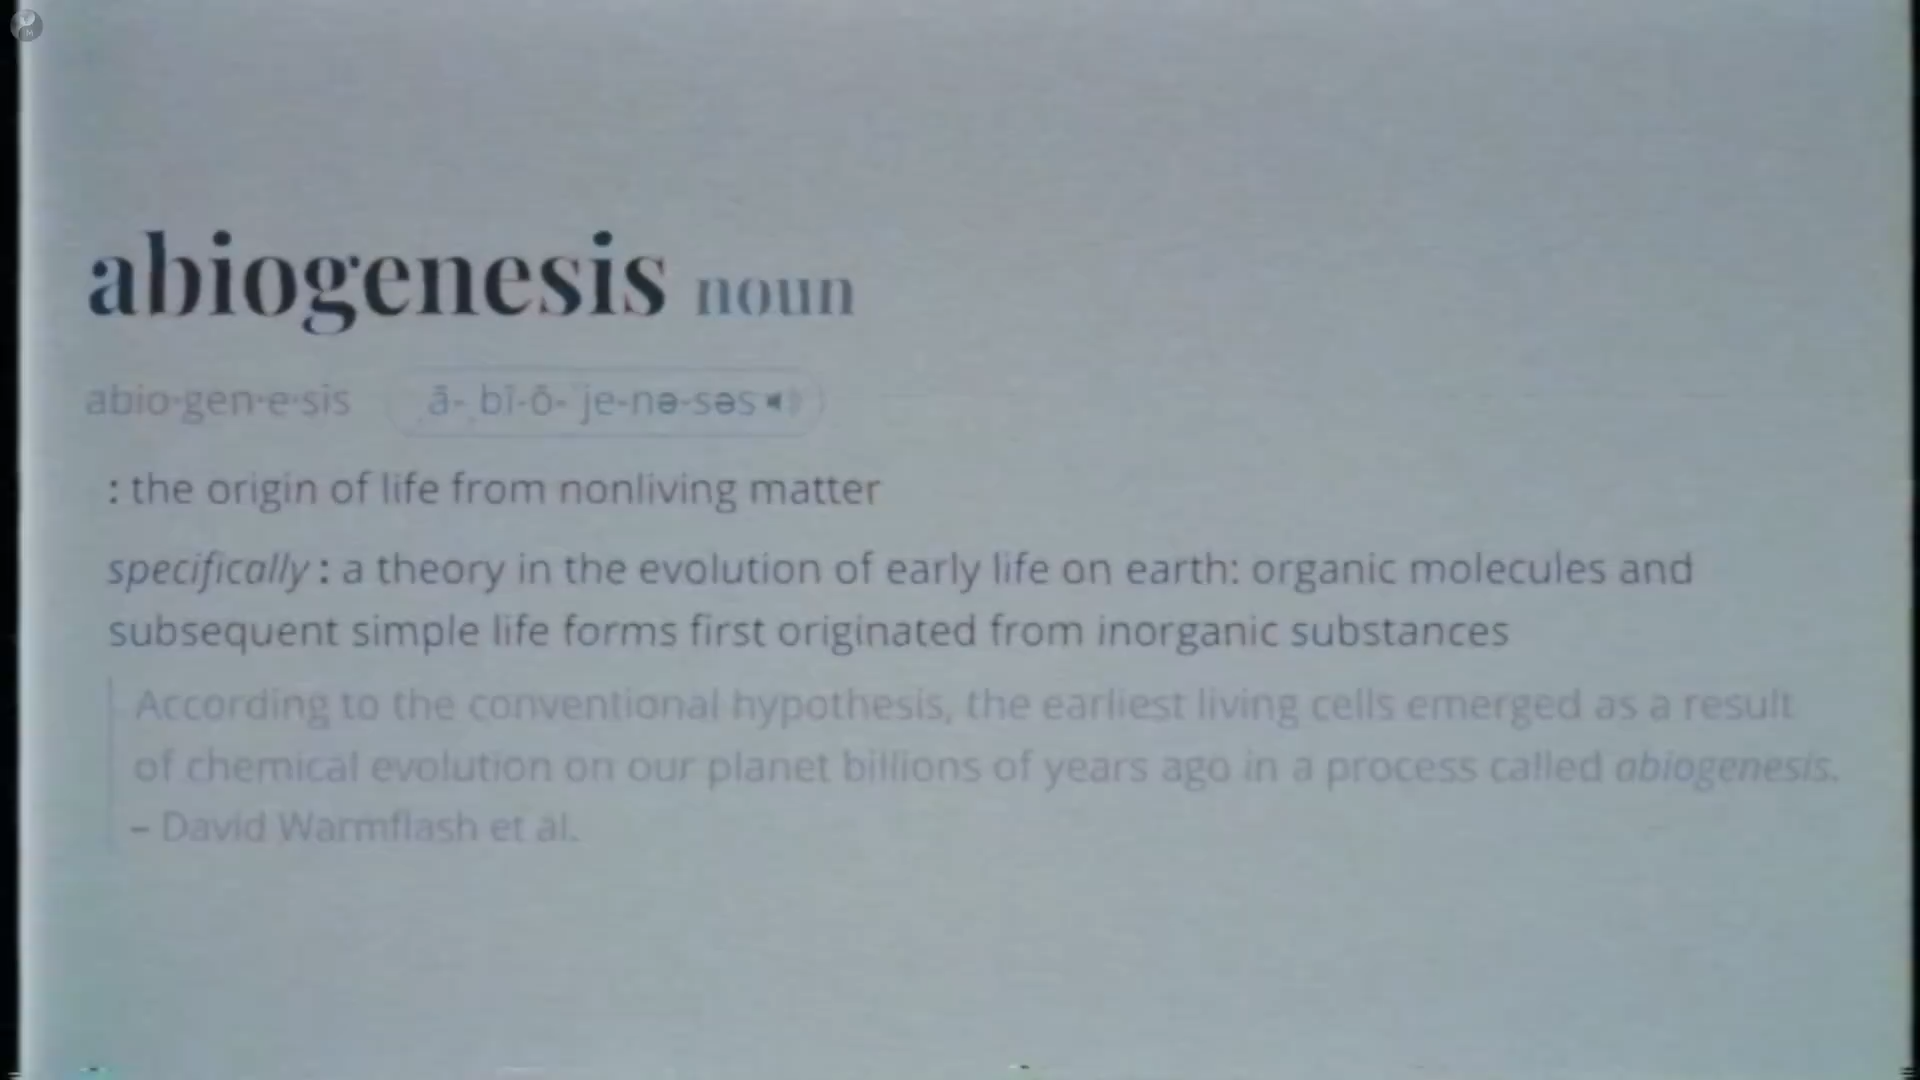 abiogenesis noun
abio·gen·e·sis ˌā-ˌbī-ō-ˈje-nə-səs
: the origin of life from nonliving matter
specifically : a theory in the evolution of early life on earth: organic molecules and
subsequent simple life forms first originated from inorganic substances
According to the conventional hypothesis, the earliest living cells emerged as a result
of chemical evolution on our planet billions of years ago in a process called abiogenesis.
– David Warmflash et al.